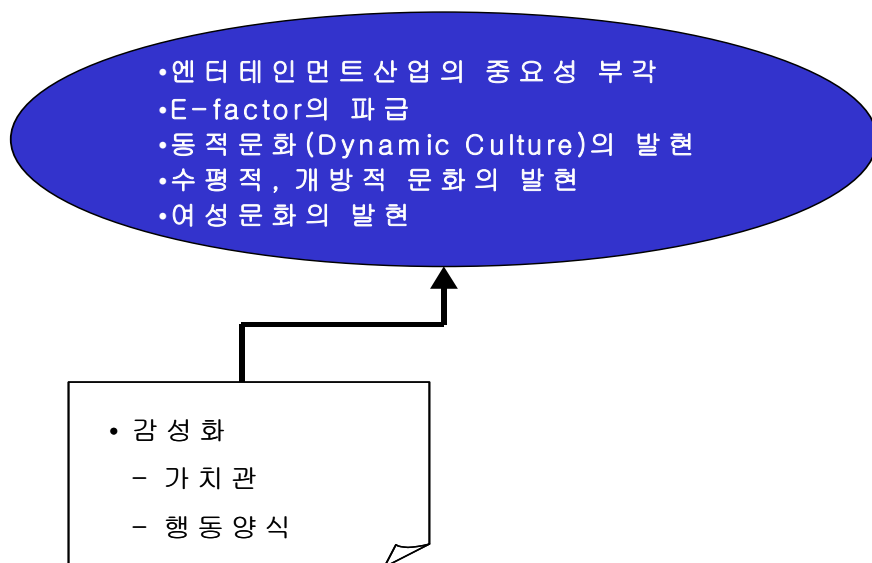 •엔터테인먼트산업의 중요성 부각
•E-factor의 파급
•동적문화(Dynamic Culture)의 발현
•수평적, 개방적 문화의 발현
•여성문화의 발현
• 감성화
- 가치관
- 행동양식